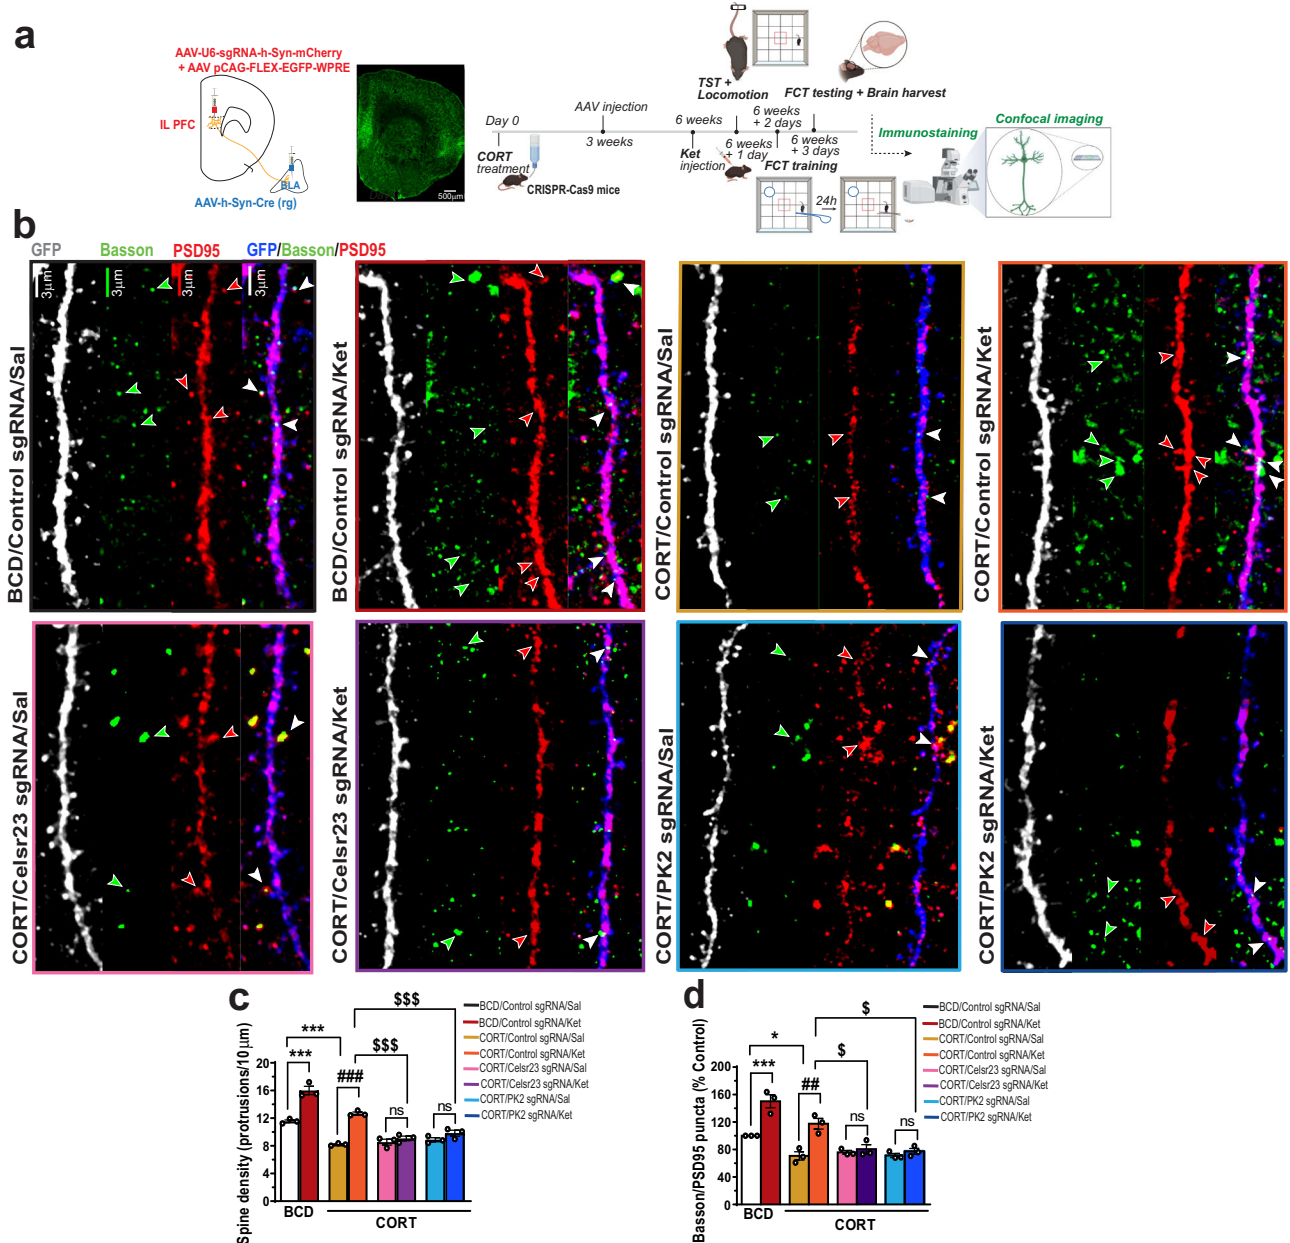 a
AAV-U6-sgRNA-h-Syn-mCherry
+ AAV pCAG-FLEX-EGFP-WPRE
IL PFC
BLA
AAV-h-Syn-Cre (rg)
500µm
Day 0
CORT
treatment
CRISPR-Cas9 mice
AAV injection
3 weeks
6 weeks
Ket
injection
TST +
Locomotion
6 weeks
+ 1 day
6 weeks
+ 2 days
FCT training
24h
6 weeks
+ 3 days
FCT testing + Brain harvest
Immunostaining
Confocal imaging
b
GFP Basson PSD95 GFP/Basson/PSD95
3µm 3µm 3µm 3µm
BCD/Control sgRNA/Sal
BCD/Control sgRNA/Ket
CORT/Control sgRNA/Sal
CORT/Control sgRNA/Ket
CORT/Celsr23 sgRNA/Sal
CORT/Celsr23 sgRNA/Ket
CORT/PK2 sgRNA/Sal
CORT/PK2 sgRNA/Ket
c
Spine density (protrusions/10µm)
20
16
12
8
4
0
***
***
###
$$$
$$$
ns
ns
BCD
CORT
BCD/Control sgRNA/Sal
BCD/Control sgRNA/Ket
CORT/Control sgRNA/Sal
CORT/Control sgRNA/Ket
CORT/Celsr23 sgRNA/Sal
CORT/Celsr23 sgRNA/Ket
CORT/PK2 sgRNA/Sal
CORT/PK2 sgRNA/Ket
d
Basson/PSD95 puncta (% Control)
200
160
120
80
40
0
*
***
##
$
$
ns
ns
BCD
CORT
BCD/Control sgRNA/Sal
BCD/Control sgRNA/Ket
CORT/Control sgRNA/Sal
CORT/Control sgRNA/Ket
CORT/Celsr23 sgRNA/Sal
CORT/Celsr23 sgRNA/Ket
CORT/PK2 sgRNA/Sal
CORT/PK2 sgRNA/Ket